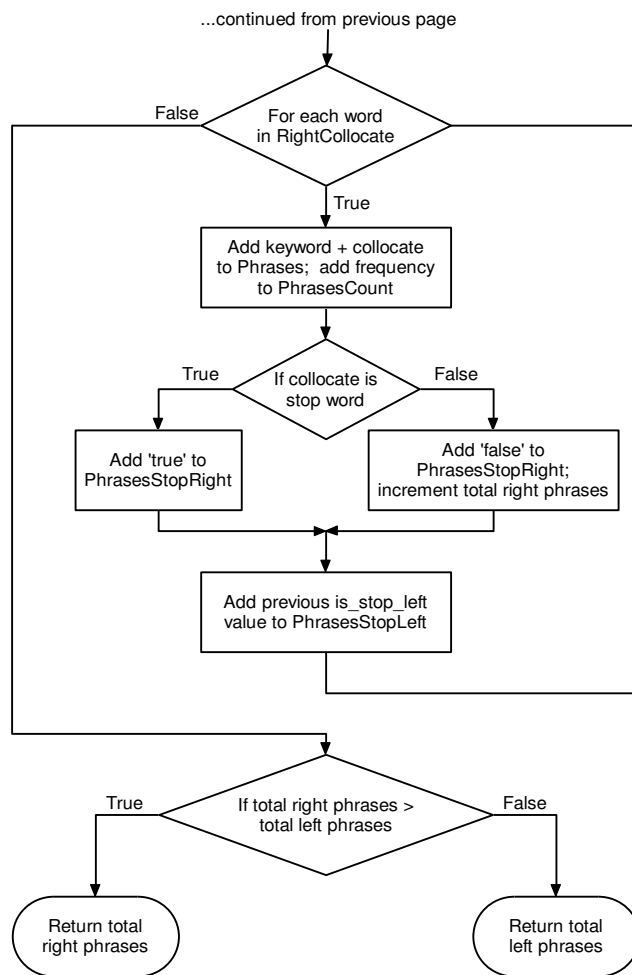 ...continued from previous page
For each word
in RightCollocate
False
True
Add keyword + collocate
to Phrases;  add frequency
to PhrasesCount
If collocate is
stop word
True
False
Add 'true' to
PhrasesStopRight
Add 'false' to
PhrasesStopRight;
increment total right phrases
Add previous is_stop_left
value to PhrasesStopLeft
If total right phrases >
total left phrases
True
False
Return total
right phrases
Return total
left phrases